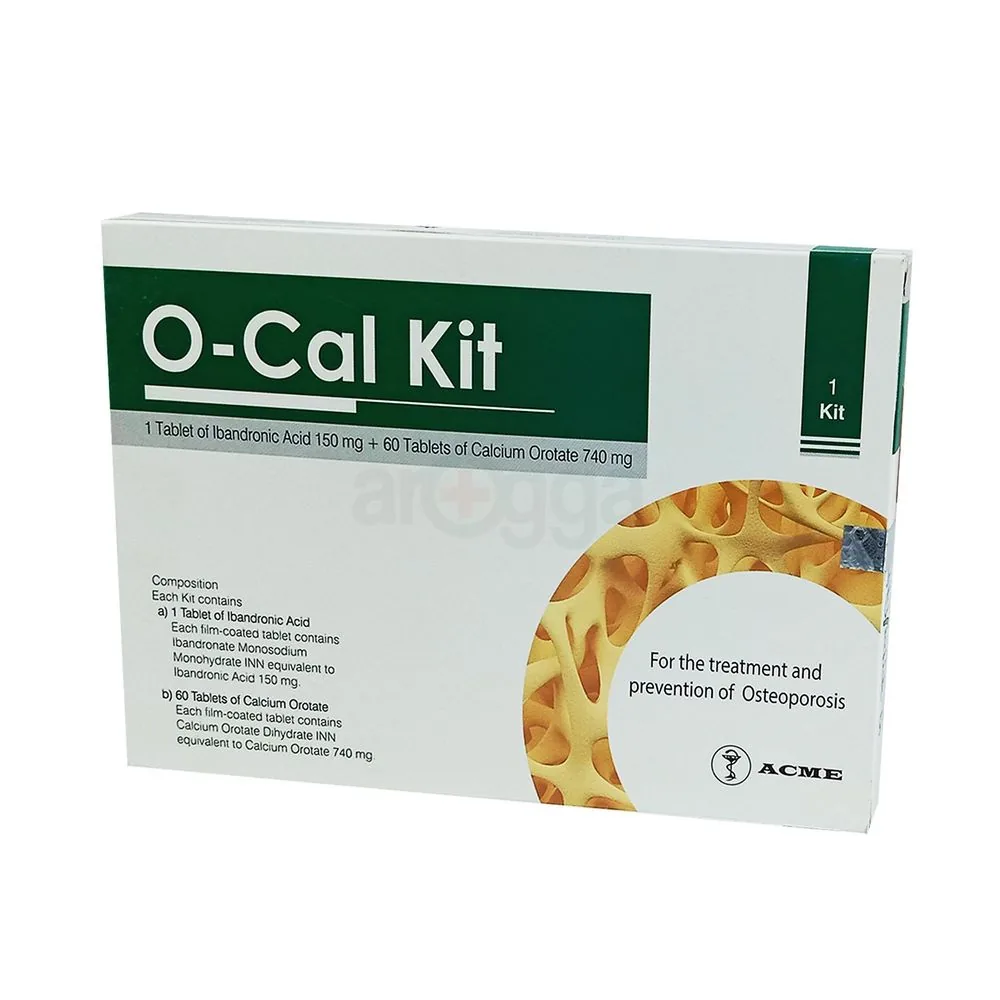 O-Cal Kit
1 Tablet of Ibandronic Acid 150 mg + 60 Tablets of Calcium Orotate 740 mg
1
Kit
arogga
Composition
Each Kit contains
a) 1 Tablet of Ibandronic Acid
Each film-coated tablet contains
Ibandronate Monosodium
Monohydrate INN equivalent to
Ibandronic Acid 150 mg.
b) 60 Tablets of Calcium Orotate
Each film-coated tablet contains
Calcium Orotate Dihydrate INN
equivalent to Calcium Orotate 740 mg.
For the treatment and
prevention of Osteoporosis
ACME